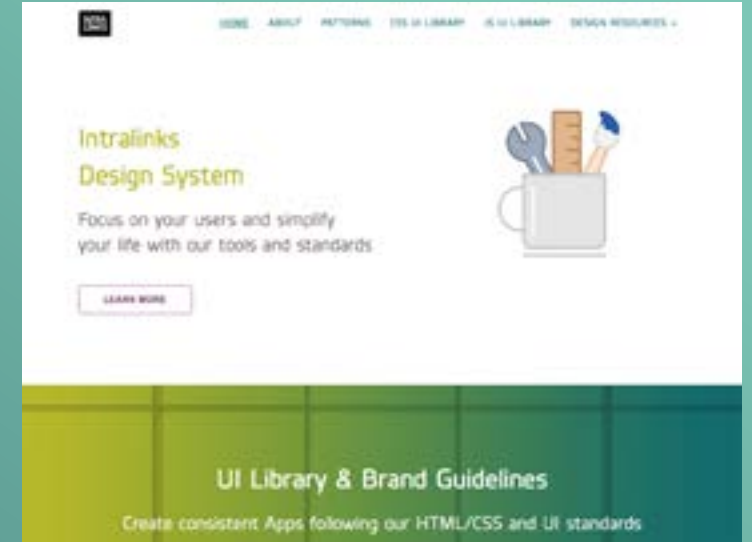 INTRA LINKS
HOME ABOUT PATTERNS CSS UI LIBRARY JS UI LIBRARY DESIGN RESOURCES
Intralinks
Design System
Focus on your users and simplify
your life with our tools and standards
LEARN MORE
UI Library & Brand Guidelines
Create consistent Apps following our HTML/CSS and UI standards